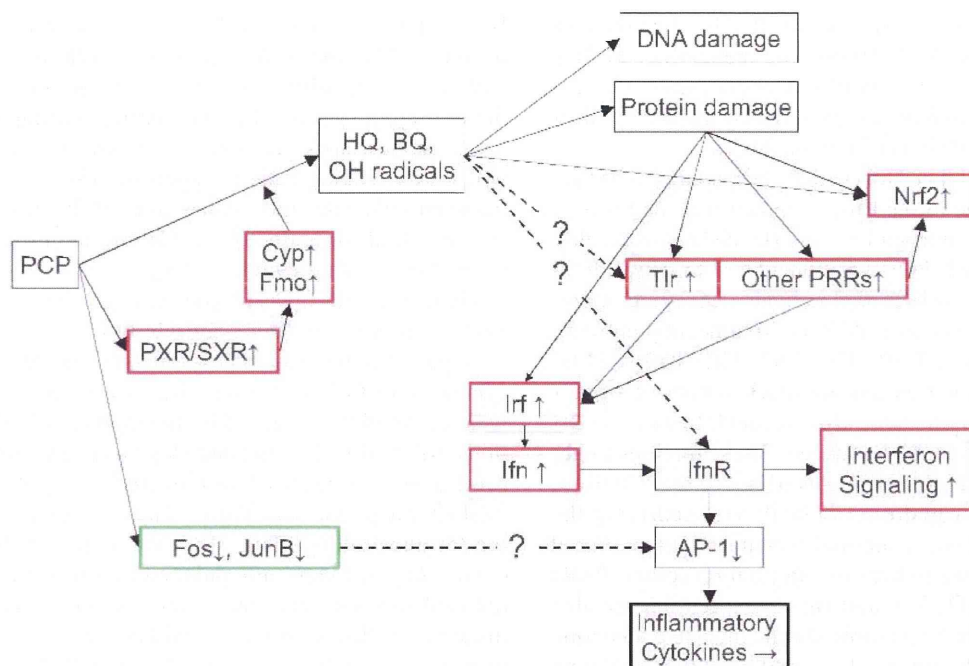 DNA damage
Protein damage
HQ, BQ,
OH radicals
Nrf2↑
?
Cyp↑
Fmo↑
?
PCP
Tlr ↑
Other PRRs↑
PXR/SXR↑
Irf ↑
Ifn ↑
IfnR
Interferon
Signaling ↑
Fos↓, JunB↓
?
AP-1↓
Inflammatory
Cytokines →